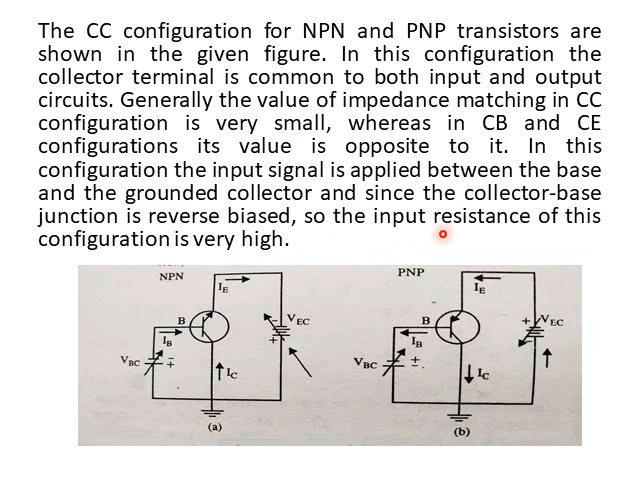 The CC configuration for NPN and PNP transistors are
shown in the given figure. In this configuration the
collector terminal is common to both input and output
circuits. Generally the value of impedance matching in CC
configuration is very small, whereas in CB and CE
configurations its value is opposite to it. In this
configuration the input signal is applied between the base
and the grounded collector and since the collector-base
junction is reverse biased, so the input resistance of this
configuration is very high.
NPN
PNP
IE
IE
B
B
VEC
+ VEC
IB
IB
- +
VBC
- +
VBC
+ -
IC
IC
(a)
(b)